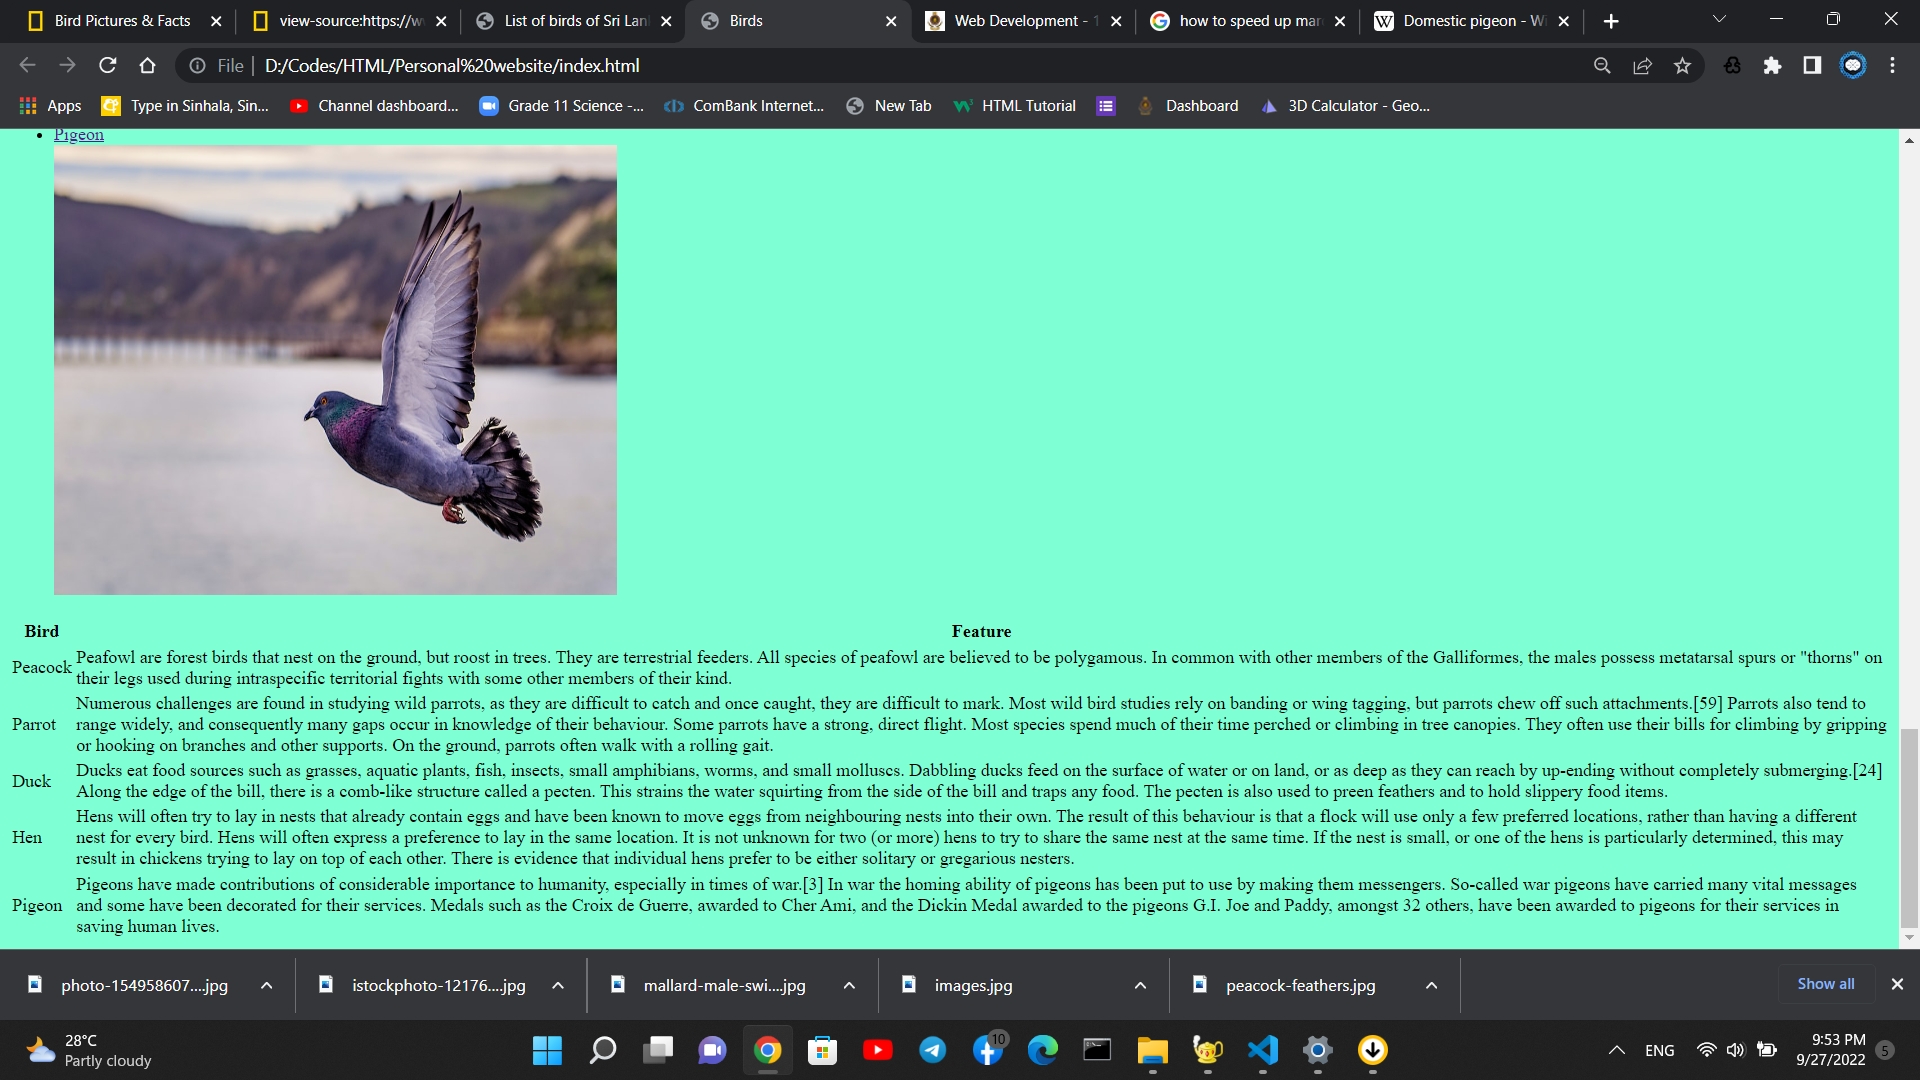 Bird Pictures & Facts
view-source:https://w
List of birds of Sri Lan
Birds
Web Development - 1
how to speed up mar
Domestic pigeon - Wi
File
D:/Codes/HTML/Personal%20website/index.html
Apps
Type in Sinhala, Sin...
Channel dashboard...
Grade 11 Science -...
ComBank Internet...
New Tab
HTML Tutorial
Dashboard
3D Calculator - Geo...
Pigeon
Bird Feature
Peacock
Peafowl are forest birds that nest on the ground, but roost in trees. They are terrestrial feeders. All species of peafowl are believed to be polygamous. In common with other members of the Galliformes, the males possess metatarsal spurs or "thorns" on
their legs used during intraspecific territorial fights with some other members of their kind.
Parrot
Numerous challenges are found in studying wild parrots, as they are difficult to catch and once caught, they are difficult to mark. Most wild bird studies rely on banding or wing tagging, but parrots chew off such attachments.[59] Parrots also tend to
range widely, and consequently many gaps occur in knowledge of their behaviour. Some parrots have a strong, direct flight. Most species spend much of their time perched or climbing in tree canopies. They often use their bills for climbing by gripping
or hooking on branches and other supports. On the ground, parrots often walk with a rolling gait.
Duck
Ducks eat food sources such as grasses, aquatic plants, fish, insects, small amphibians, worms, and small molluscs. Dabbling ducks feed on the surface of water or on land, or as deep as they can reach by up-ending without completely submerging.[24]
Along the edge of the bill, there is a comb-like structure called a pecten. This strains the water squirting from the side of the bill and traps any food. The pecten is also used to preen feathers and to hold slippery food items.
Hen
Hens will often try to lay in nests that already contain eggs and have been known to move eggs from neighbouring nests into their own. The result of this behaviour is that a flock will use only a few preferred locations, rather than having a different
nest for every bird. Hens will often express a preference to lay in the same location. It is not unknown for two (or more) hens to try to share the same nest at the same time. If the nest is small, or one of the hens is particularly determined, this may
result in chickens trying to lay on top of each other. There is evidence that individual hens prefer to be either solitary or gregarious nesters.
Pigeon
Pigeons have made contributions of considerable importance to humanity, especially in times of war.[3] In war the homing ability of pigeons has been put to use by making them messengers. So-called war pigeons have carried many vital messages
and some have been decorated for their services. Medals such as the Croix de Guerre, awarded to Cher Ami, and the Dickin Medal awarded to the pigeons G.I. Joe and Paddy, amongst 32 others, have been awarded to pigeons for their services in
saving human lives.
photo-154958607....jpg
istockphoto-12176....jpg
mallard-male-swi....jpg
images.jpg
peacock-feathers.jpg
Show all
28°C
Partly cloudy
10
ENG
9:53 PM
9/27/2022
5